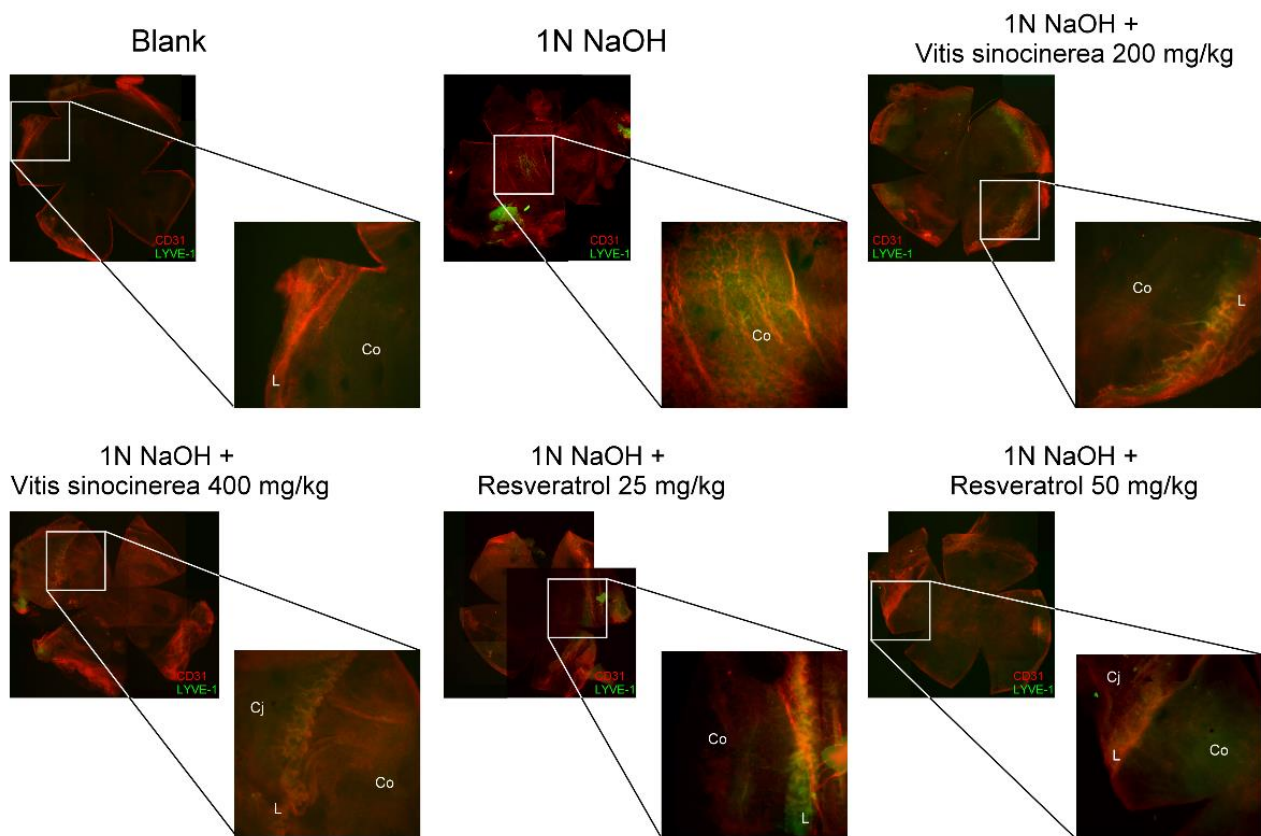 Blank
CD31
LYVE-1
Co
L
1N NaOH
CD31
LYVE-1
Co
1N NaOH +
Vitis sinocinerea 200 mg/kg
CD31
LYVE-1
Co
L
1N NaOH +
Vitis sinocinerea 400 mg/kg
CD31
LYVE-1
Cj
Co
L
1N NaOH +
Resveratrol 25 mg/kg
CD31
LYVE-1
Co
L
1N NaOH +
Resveratrol 50 mg/kg
CD31
LYVE-1
Cj
L
Co